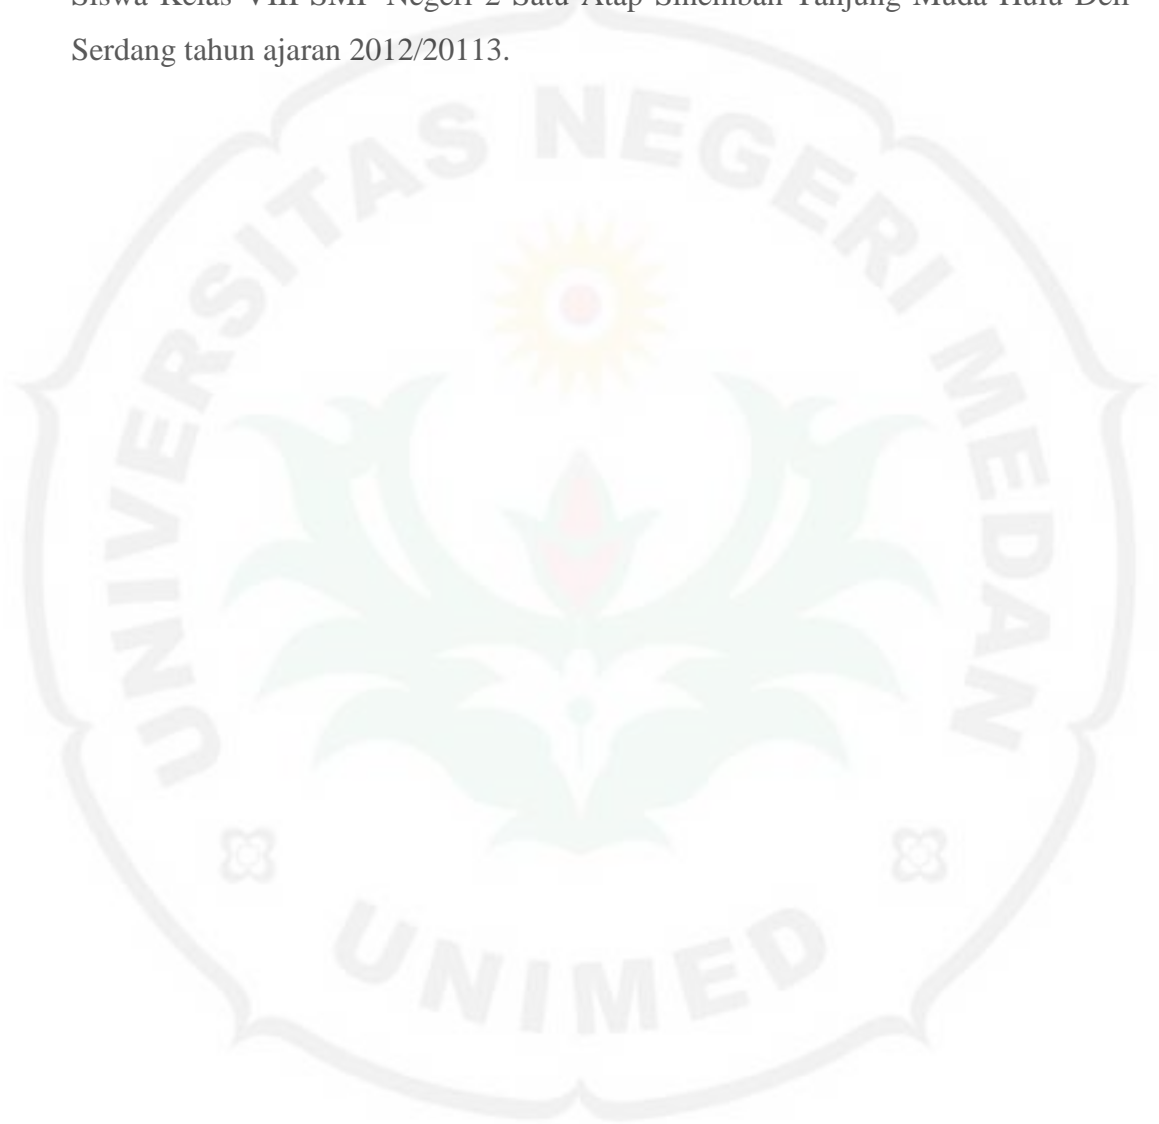 Siswa Kelas VIII SMP Negeri 2 Satu Atap Sinembah Tanjung Muda Hulu Deli
Serdang tahun ajaran 2012/20113.
UNIVERSITAS NEGERI MEDAN
UNIMED